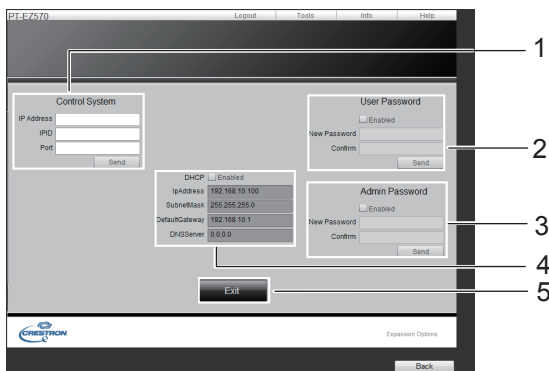 PT-EZ570 Logout Tools Info Help
1
Control System
IP Address
IPID
Port
Send
User Password
Enabled
New Password
Confirm
Send
2
DHCP Enabled
IpAddress 192.168.10.100
SubnetMask 255.255.255.0
DefaultGateway 192.168.10.1
DNSServer 0.0.0.0
Admin Password
Enabled
New Password
Confirm
Send
3
4
Exit
5
CRESTRON
Expansion Options
Back